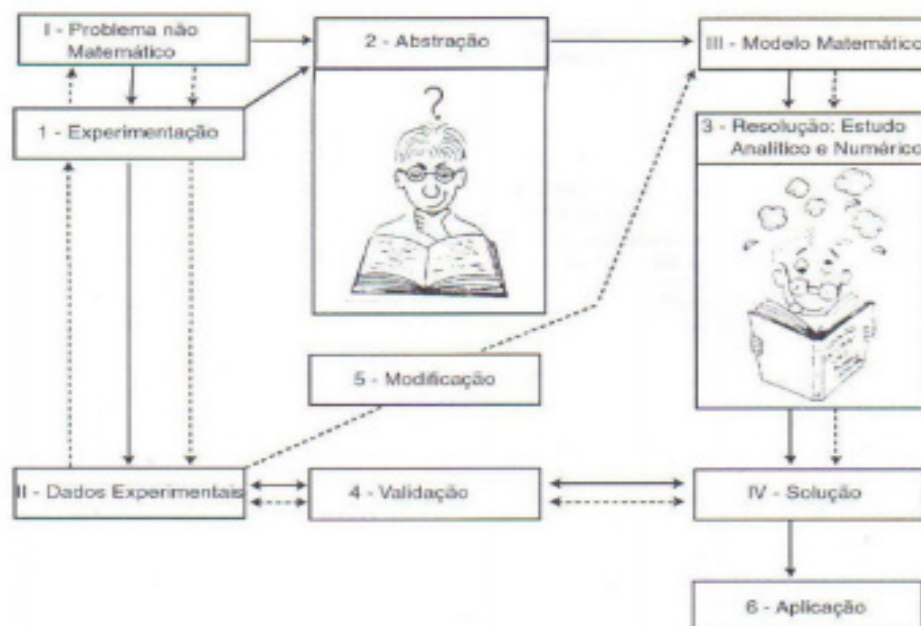 I - Problema não
Matemático
2 - Abstração
III - Modelo Matemático
1 - Experimentação
3 - Resolução: Estudo
Analítico e Numérico
?
5 - Modificação
II - Dados Experimentais
4 - Validação
IV - Solução
6 - Aplicação